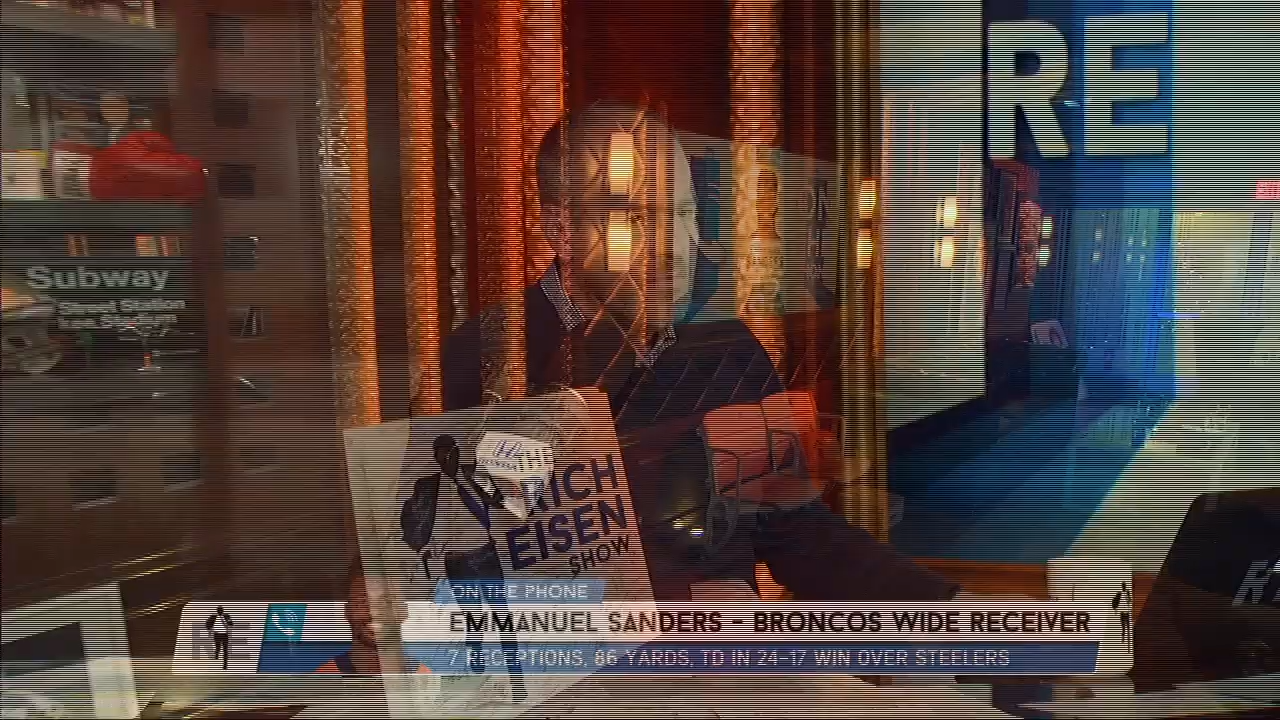 RE
Subway
Street Station
THE
RICH
EISEN
SHOW
ON THE PHONE
RE
EMMANUEL SANDERS - BRONCOS WIDE RECEIVER
7 RECEPTIONS, 86 YARDS, TD IN 24-17 WIN OVER STEELERS